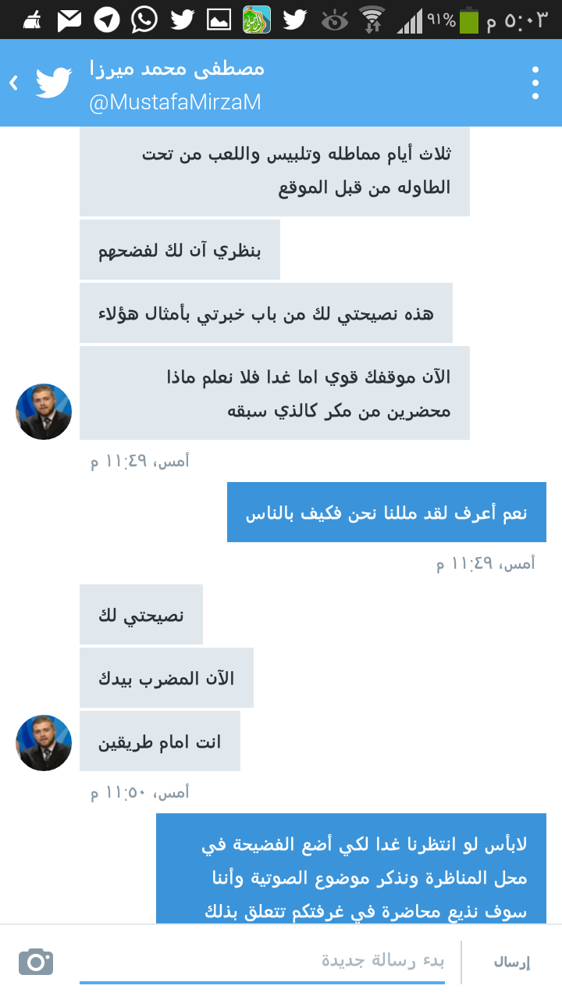 ٩١% ٥:٠٣ م
مصطفى محمد ميرزا
@MustafaMirzaM
ثلاث أيام مماطله وتلبيس واللعب من تحت
الطاوله من قبل الموقع
بنظري آن لك لفضحهم
هذه نصيحتي لك من باب خبرتي بأمثال هؤلاء
الآن موقفك قوي اما غدا فلا نعلم ماذا
محضرين من مكر كالذي سبقه
أمس، ١١:٤٩ م
نعم أعرف لقد مللنا نحن فكيف بالناس
أمس، ١١:٤٩ م
نصيحتي لك
الآن المضرب بيدك
انت امام طريقين
أمس، ١١:٥٠ م
لابأس لو انتظرنا غدا لكي أضع الفضيحة في
محل المناظرة ونذكر موضوع الصوتية وأننا
سوف نذيع محاضرة في غرفتكم تتعلق بذلك
بدء رسالة جديدة
إرسال